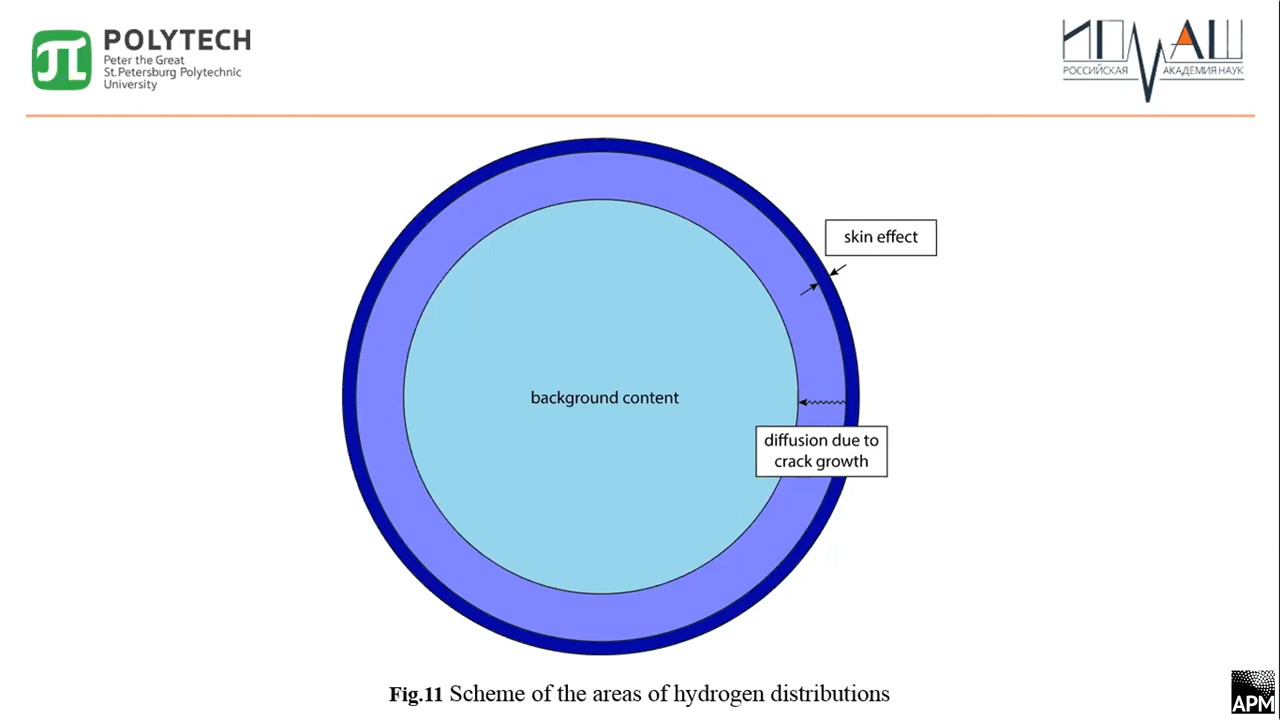 POLYTECH
Peter the Great
St.Petersburg Polytechnic
University
ИПМАШ
РОССИЙСКАЯ АКАДЕМИЯ НАУК
skin effect
background content
diffusion due to
crack growth
Fig.11 Scheme of the areas of hydrogen distributions
APM